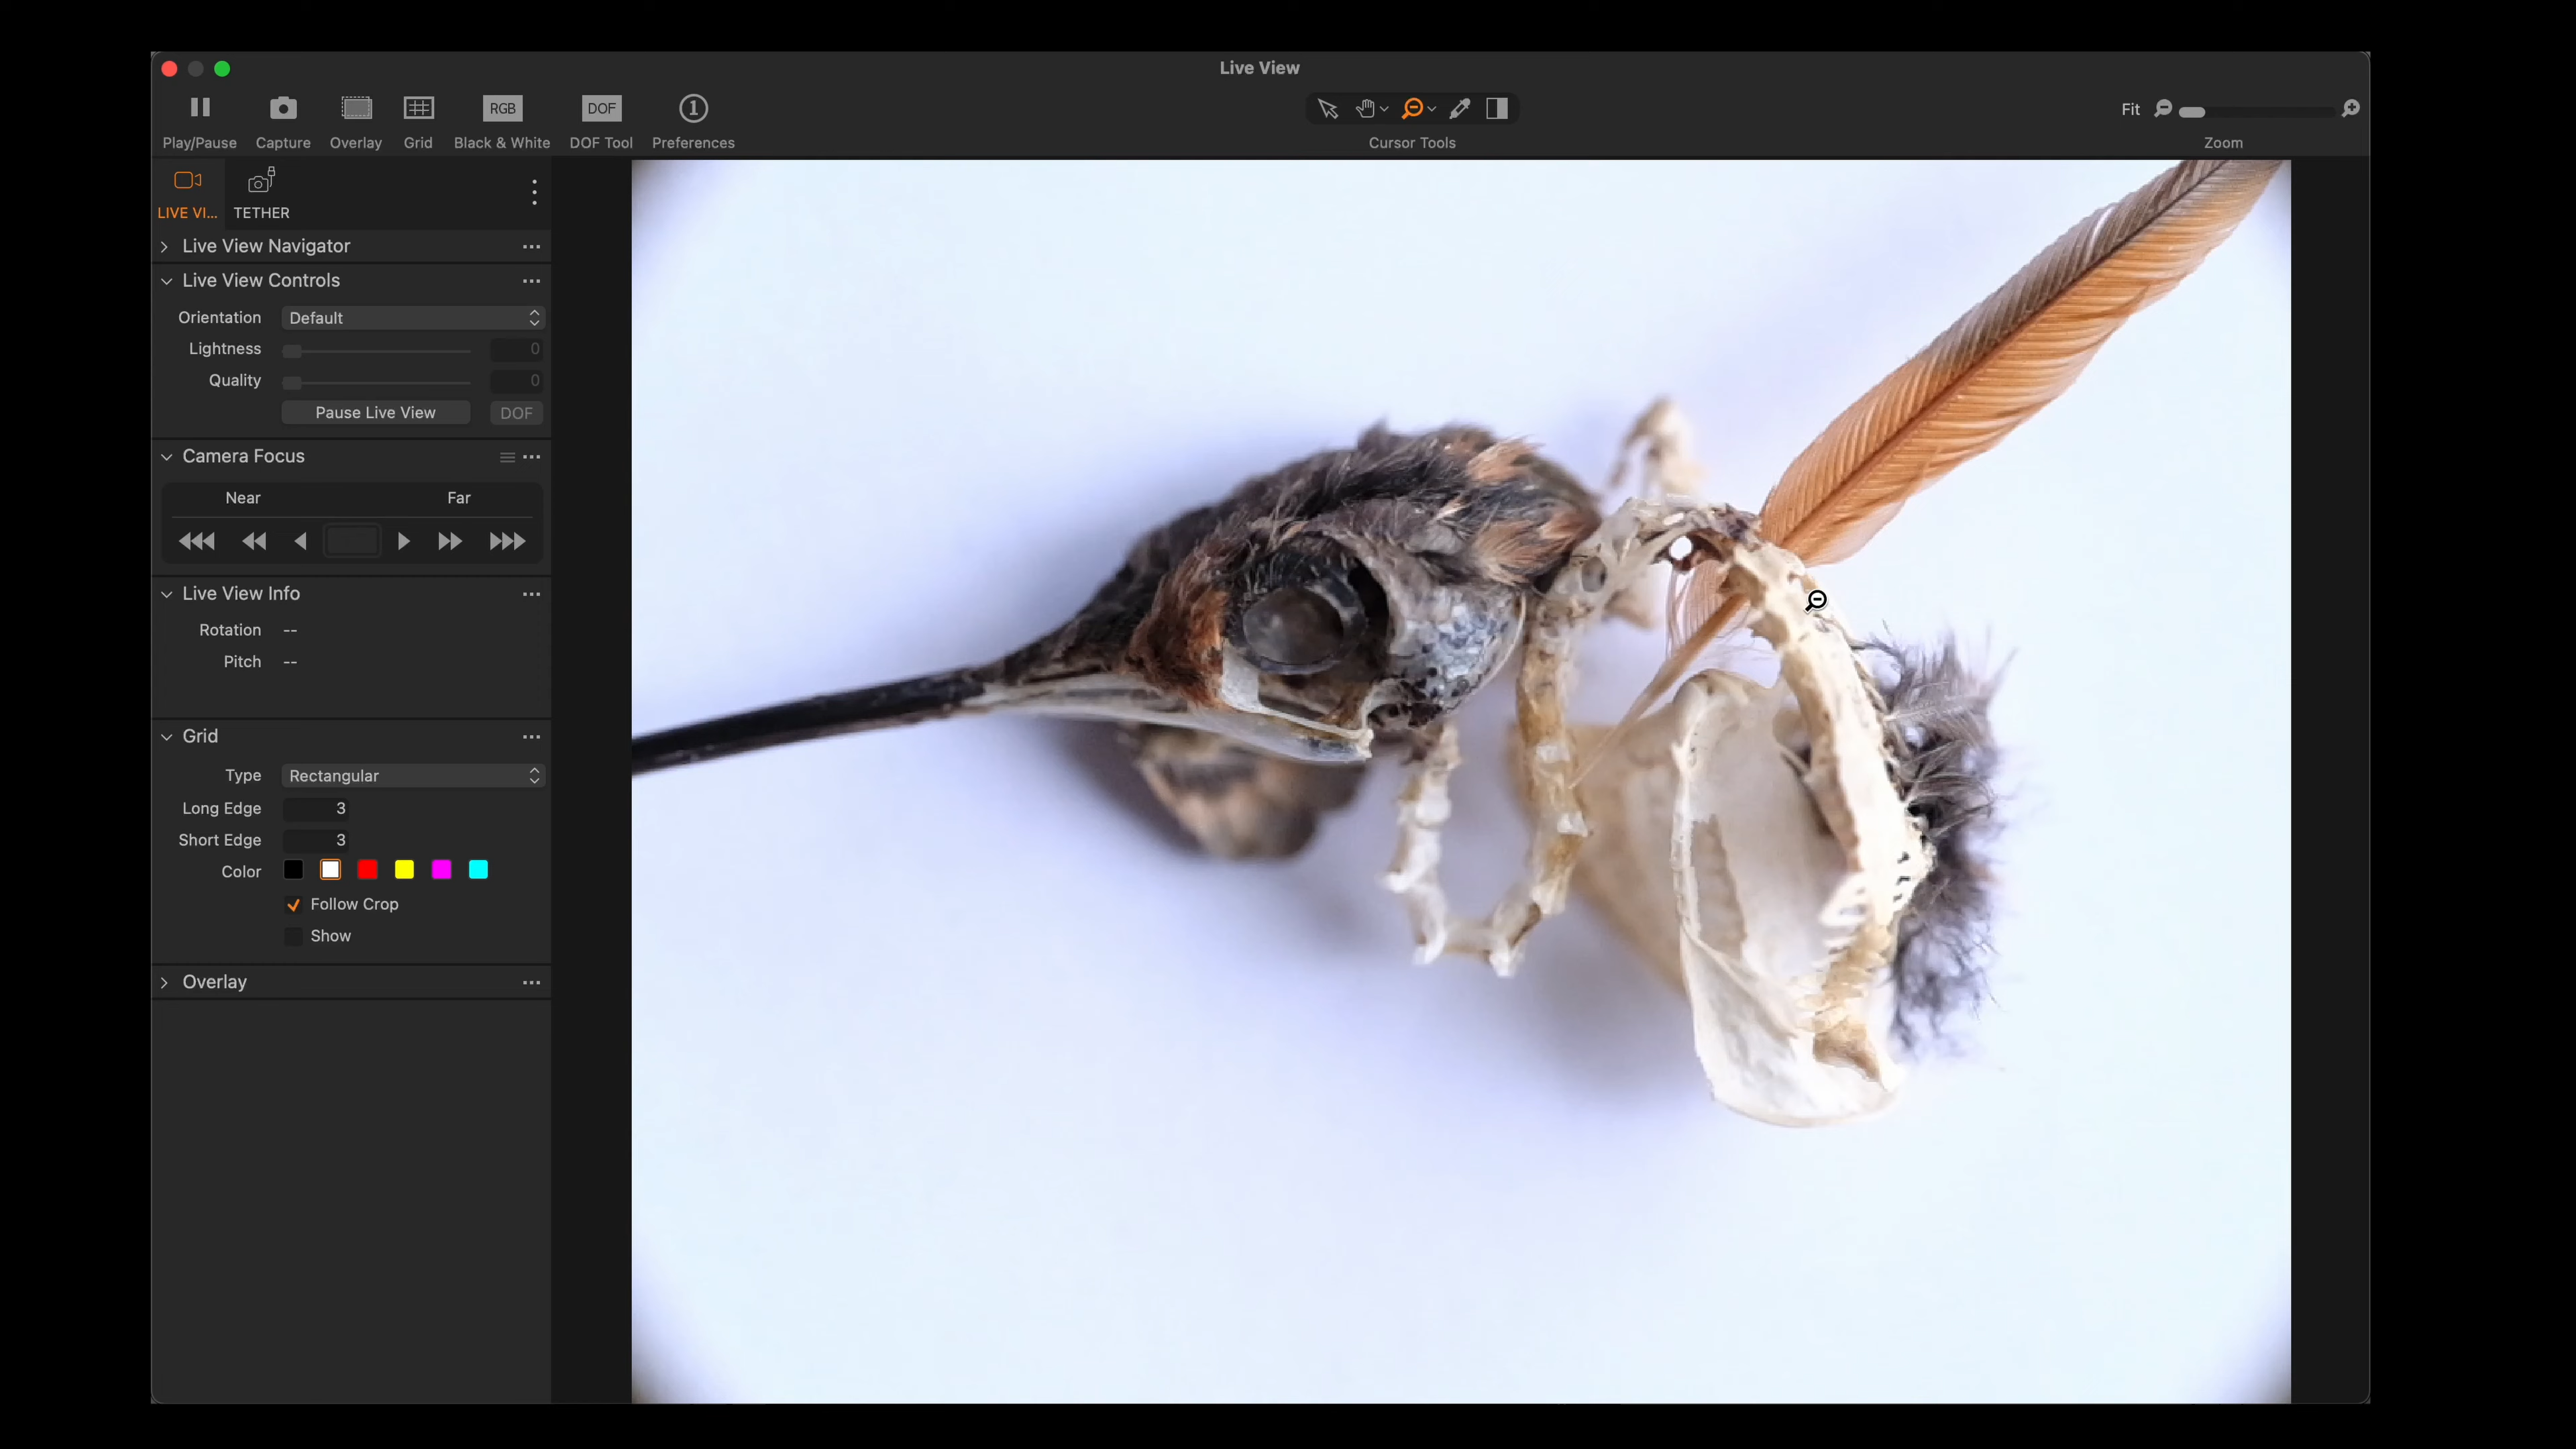 Live View
RGB
DOF
1
Fit
Play/Pause
Capture
Overlay
Grid
Black & White
DOF Tool
Preferences
Cursor Tools
Zoom
LIVE VI...
TETHER
Live View Navigator
Live View Controls
Orientation Default
Lightness 0
Quality 0
Pause Live View DOF
Camera Focus
Near Far
Live View Info
Rotation --
Pitch --
Grid
Type Rectangular
Long Edge 3
Short Edge 3
Color
Follow Crop
Show
Overlay